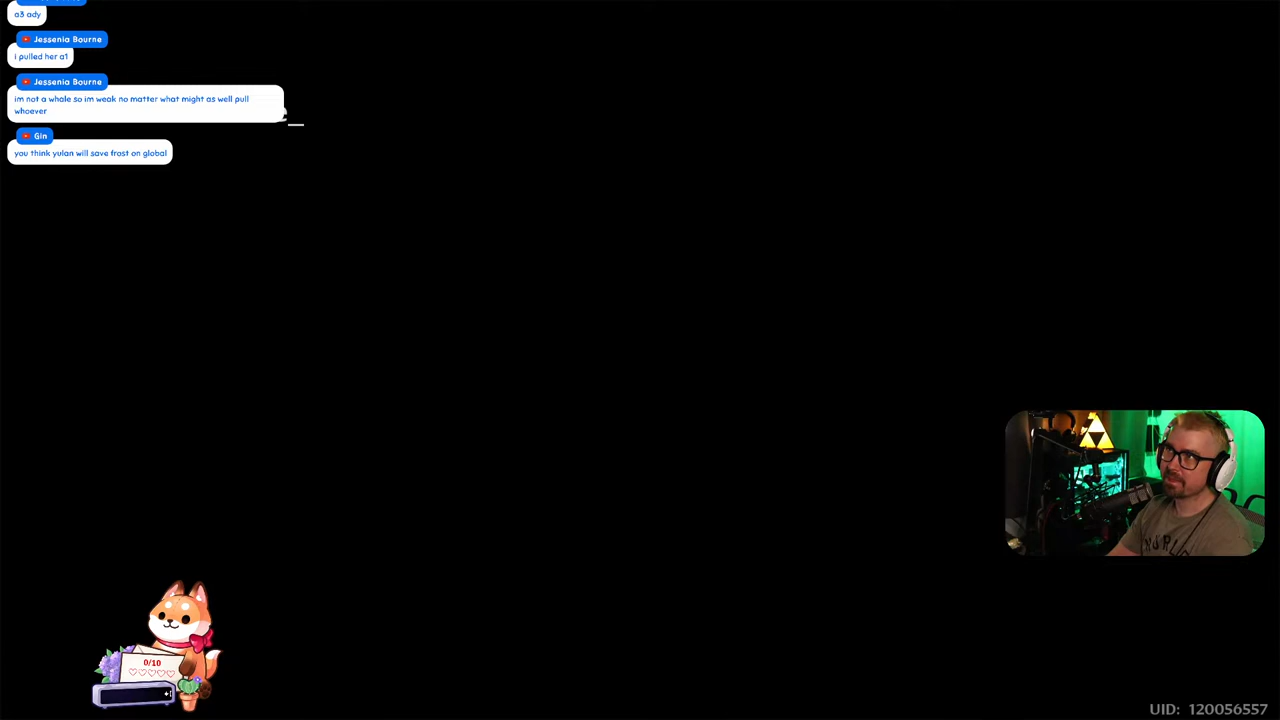 a3 ady
Jessenia Bourne
i pulled her a1
Jessenia Bourne
im not a whale so im weak no matter what might as well pull
whoever
Gin
you think yulan will save frost on global
0/10
UID: 120056557